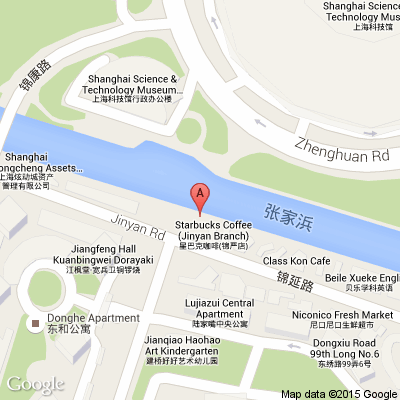 Shanghai Scien
Technology Museu
上海科技馆
锦康路
Shanghai Science &
Technology Museum...
上海科技馆行政办公楼
Zhenghuan Rd
Shanghai
ongcheng Assets...
上海炫动城资产
管理有限公司
A
张家浜
Jinyan Rd
Starbucks Coffee
(Jinyan Branch)
星巴克咖啡(锦严店)
Jiangfeng Hall
Kuanbingwei Dorayaki
江枫堂·宽兵卫铜锣烧
Class Kon Cafe
锦延路
Beile Xueke Engli
贝乐学科英语
Lujiazui Central
Apartment
陆家嘴中央公寓
Niconico Fresh Market
尼口尼口生鲜超市
Donghe Apartment
东和公寓
Jianqiao Haohao
Art Kindergarten
建桥好好艺术幼儿园
Dongxiu Road
99th Long No.6
东绣路99弄6号
Google
Map data ©2015 Google